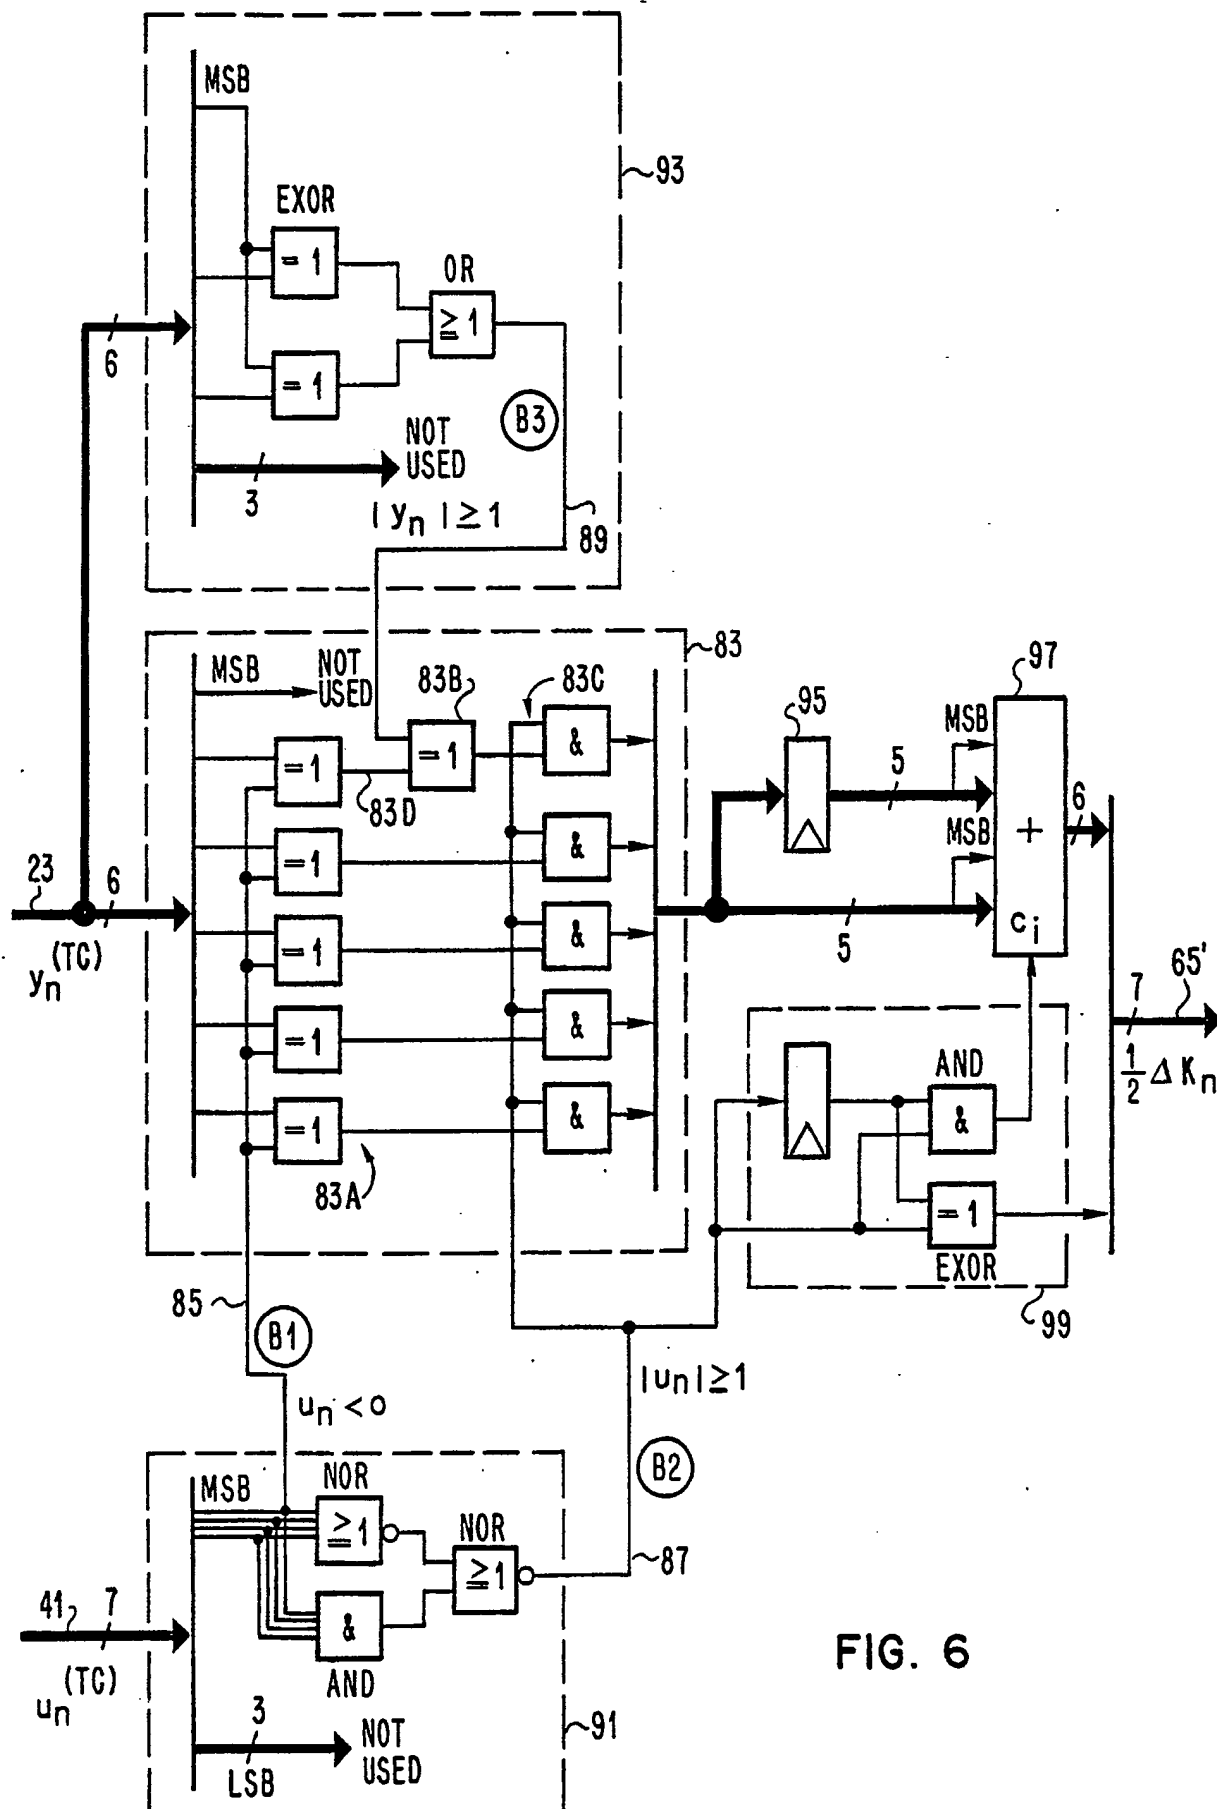 MSB
93
EXOR
= 1
OR
≥ 1
6
= 1
B3
NOT
USED
3
| yn | ≥ 1
89
83
MSB
NOT
USED
83B
83C
97
95
MSB
= 1
= 1
&
5
6
83D
MSB
+
= 1
&
23
6
= 1
&
ci
5
yn(TC)
65'
7
= 1
&
AND
1/2 Δ Kn
&
= 1
&
83A
= 1
EXOR
85
B1
99
|un| ≥ 1
un < 0
B2
MSB
NOR
≥ 1
NOR
≥ 1
87
41
7
&
FIG. 6
un(TC)
AND
3
NOT
USED
91
LSB